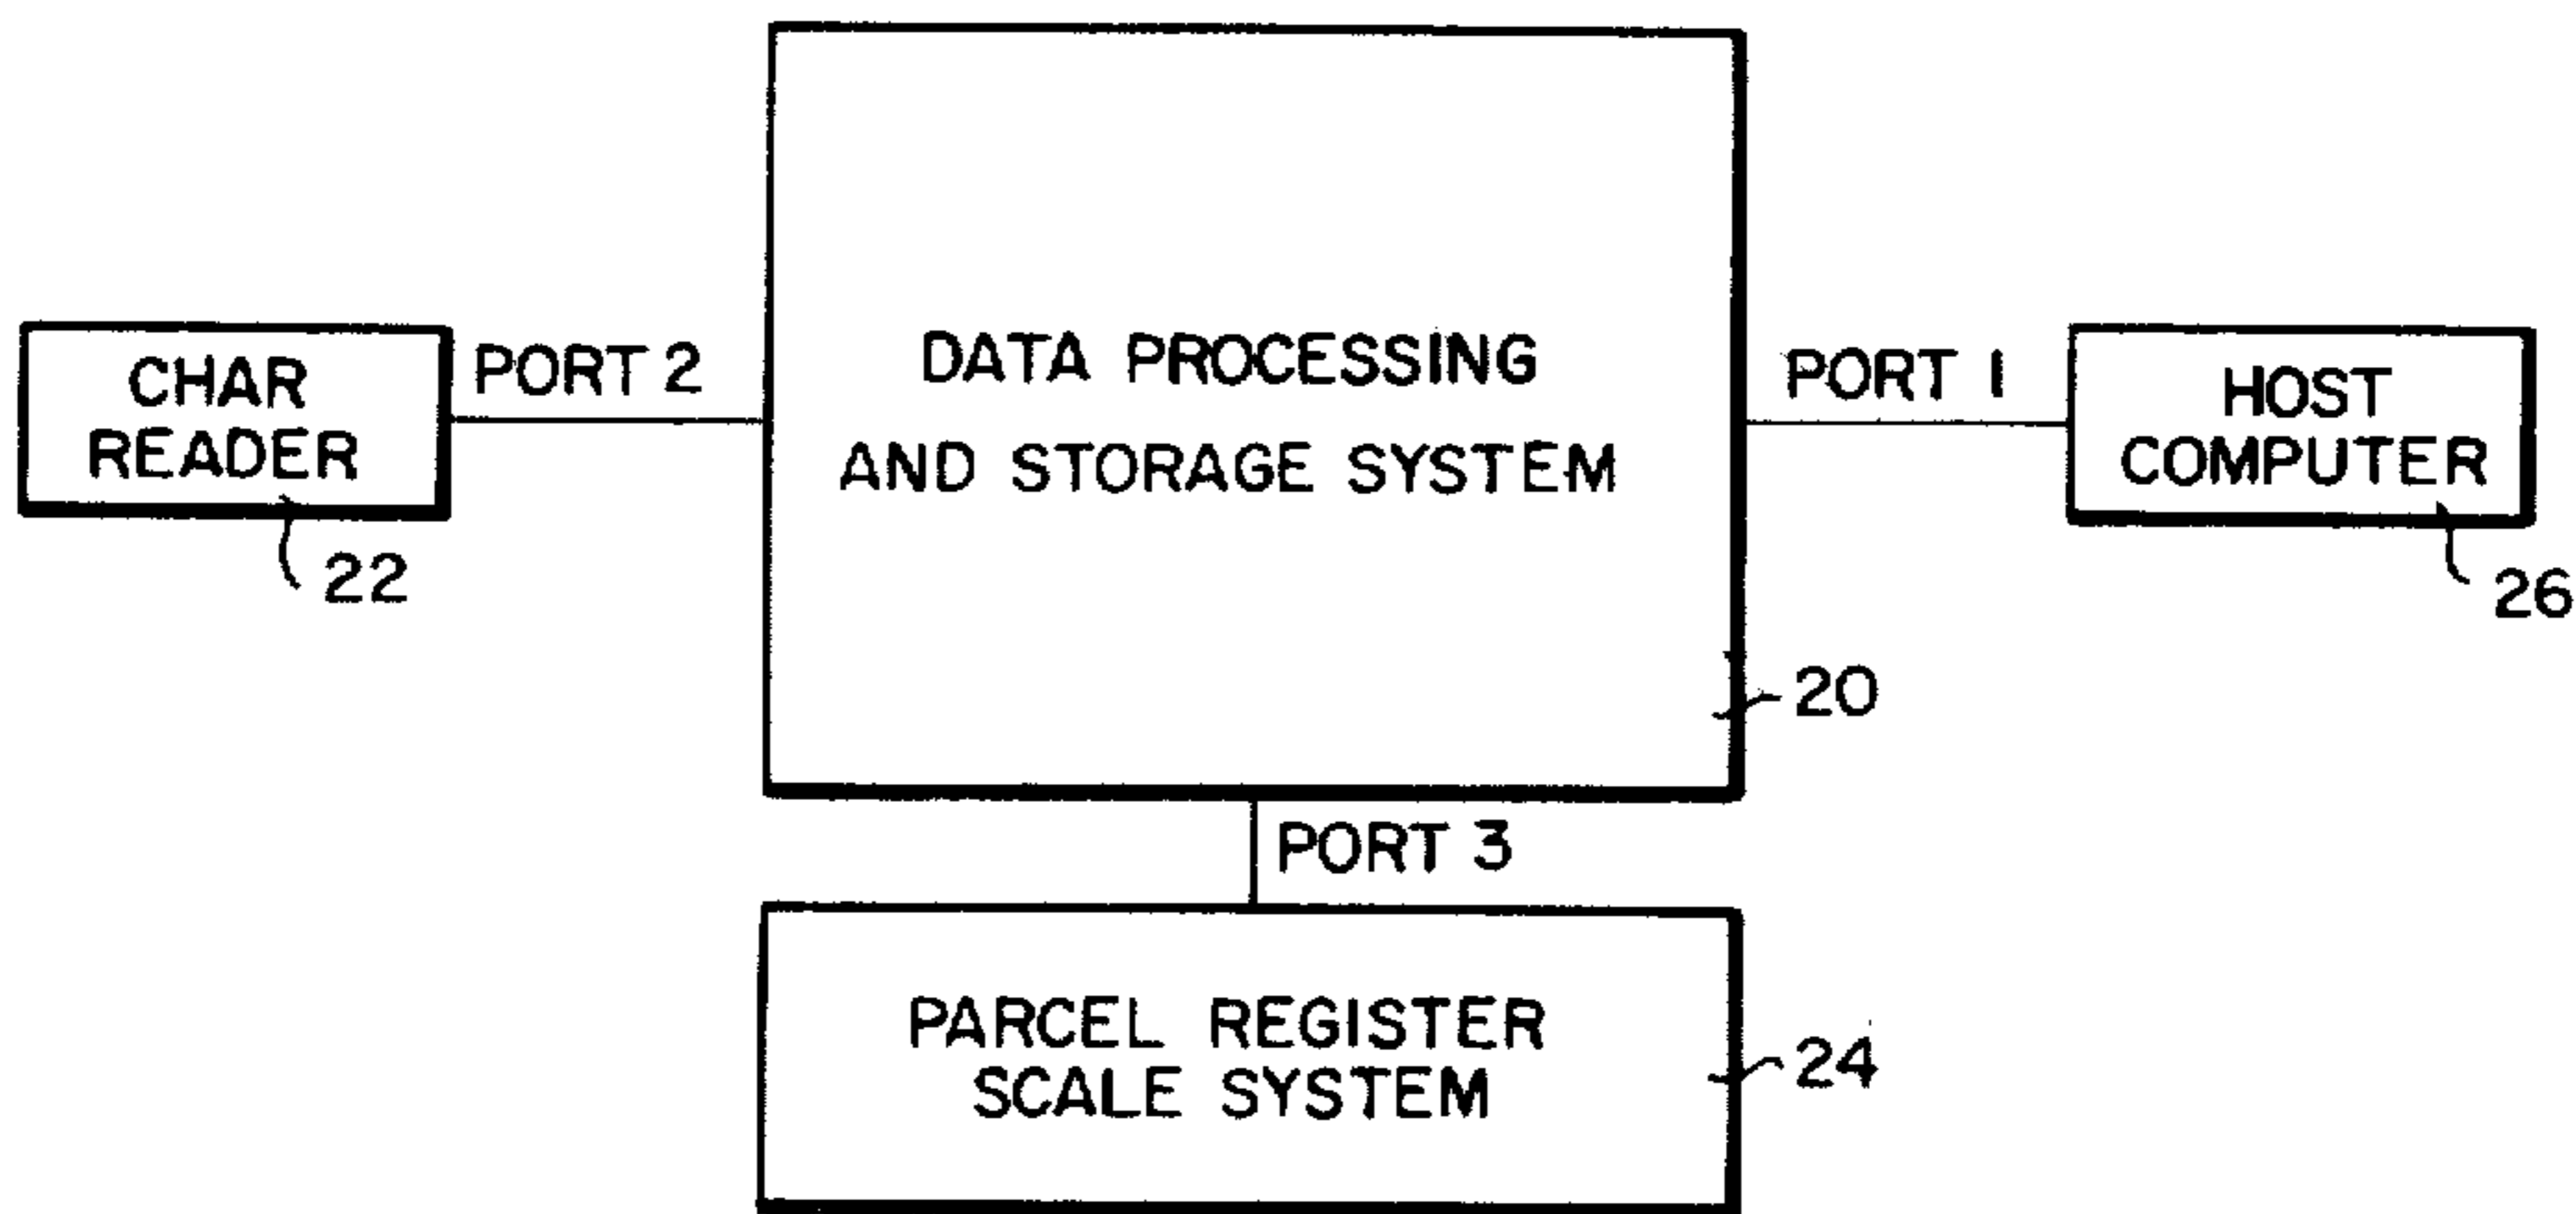 CHAR
READER
22
PORT 2
DATA PROCESSING
AND STORAGE SYSTEM
20
PORT 1
HOST
COMPUTER
26
PORT 3
PARCEL REGISTER
SCALE SYSTEM
24